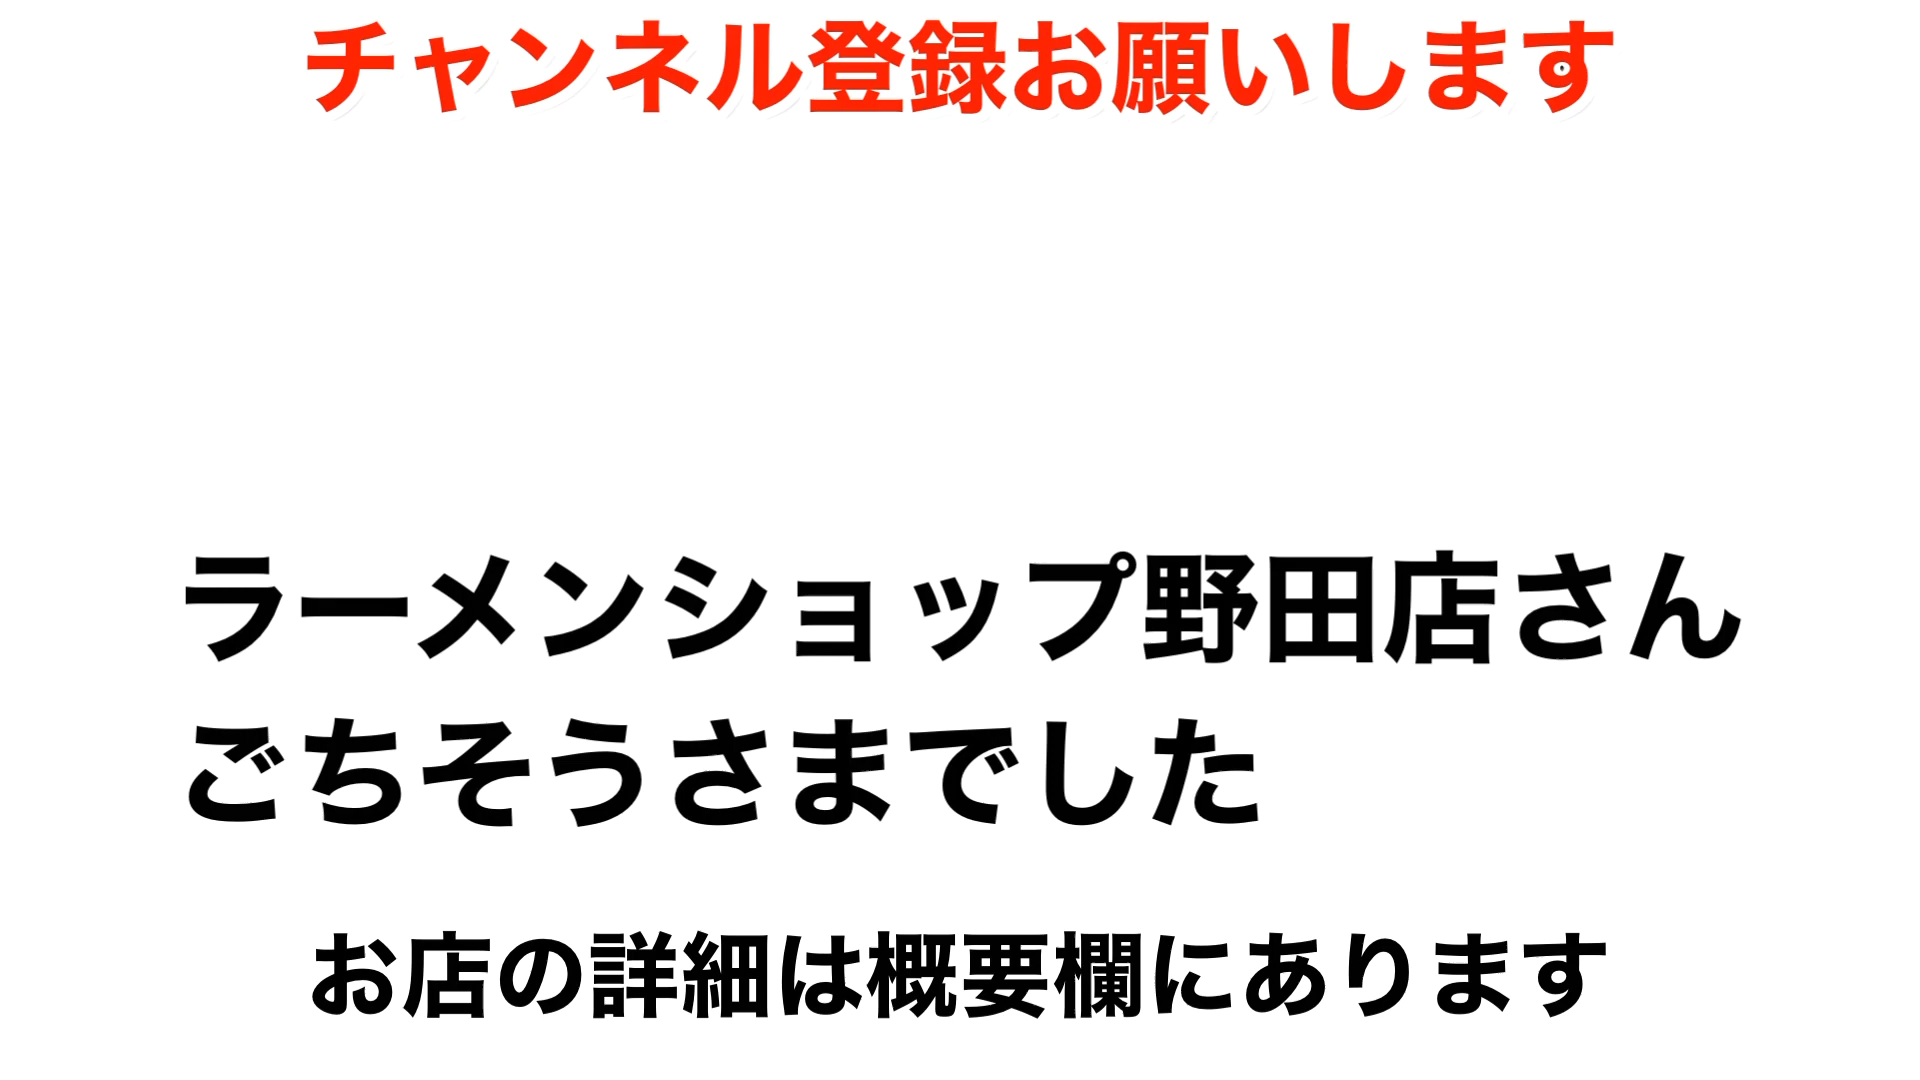 チャンネル登録お願いします
ラーメンショップ野田店さん
ごちそうさまでした
お店の詳細は概要欄にあります